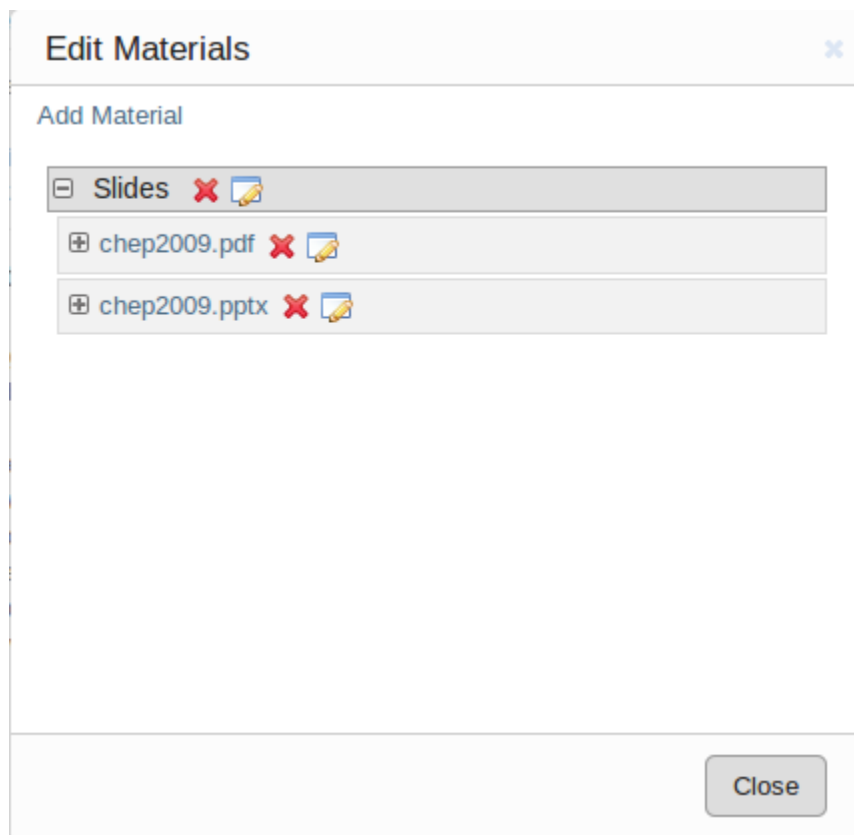 Edit Materials
Add Material
Slides
chep2009.pdf
chep2009.pptx
Close